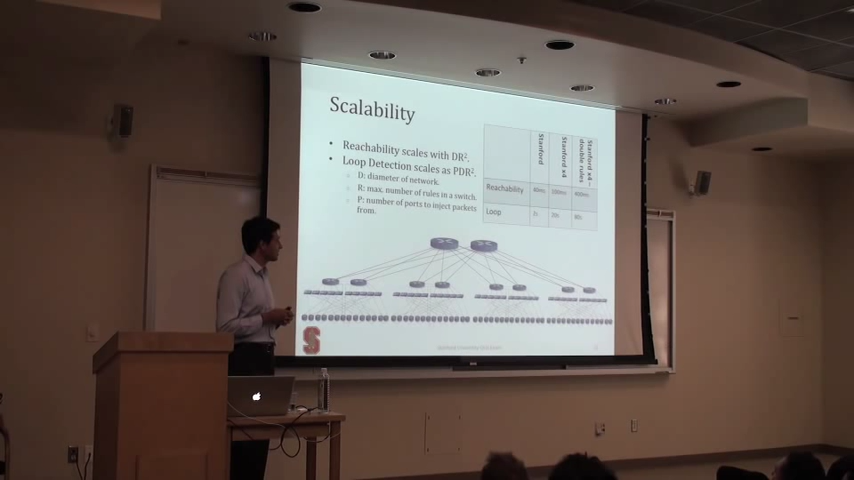 Scalability
• Reachability scales with DR².
• Loop Detection scales as PDR².
D: diameter of network.
R: max. number of rules in a switch.
P: number of ports to inject packets
from.
Stanford
Stanford x4
Stanford x4 –
double rules
Reachability
Loop
S